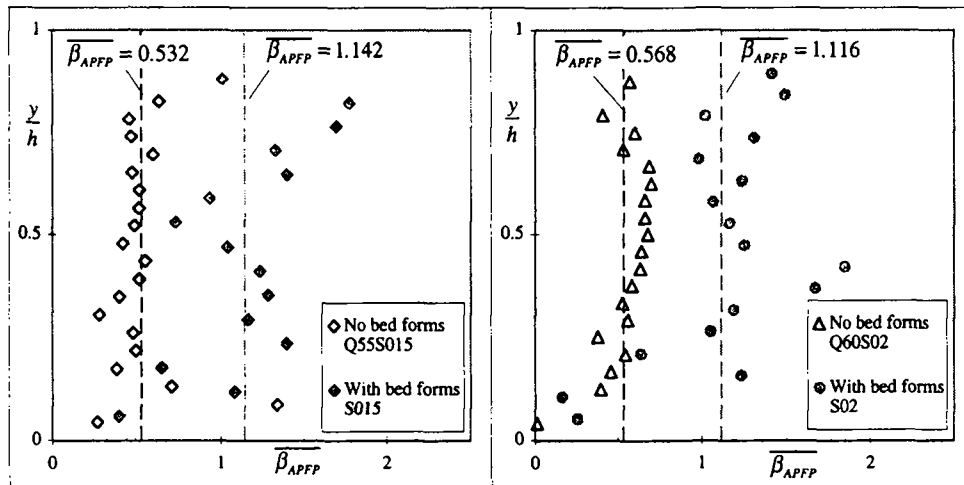 1
β_APFP = 0.532
β_APFP = 1.142
y
h
0.5
No bed forms
Q55S015
With bed forms
S015
0
0
1
2
β_APFP
1
β_APFP = 0.568
β_APFP = 1.116
y
h
0.5
No bed forms
Q60S02
With bed forms
S02
0
0
1
2
β_APFP